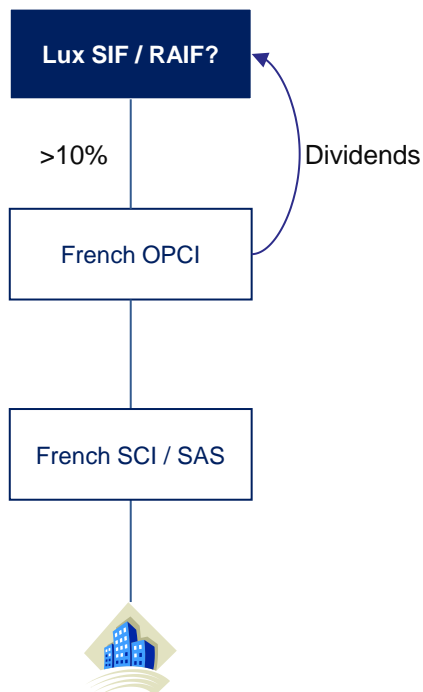 Lux SIF / RAIF?
>10%
Dividends
French OPCI
French SCI / SAS